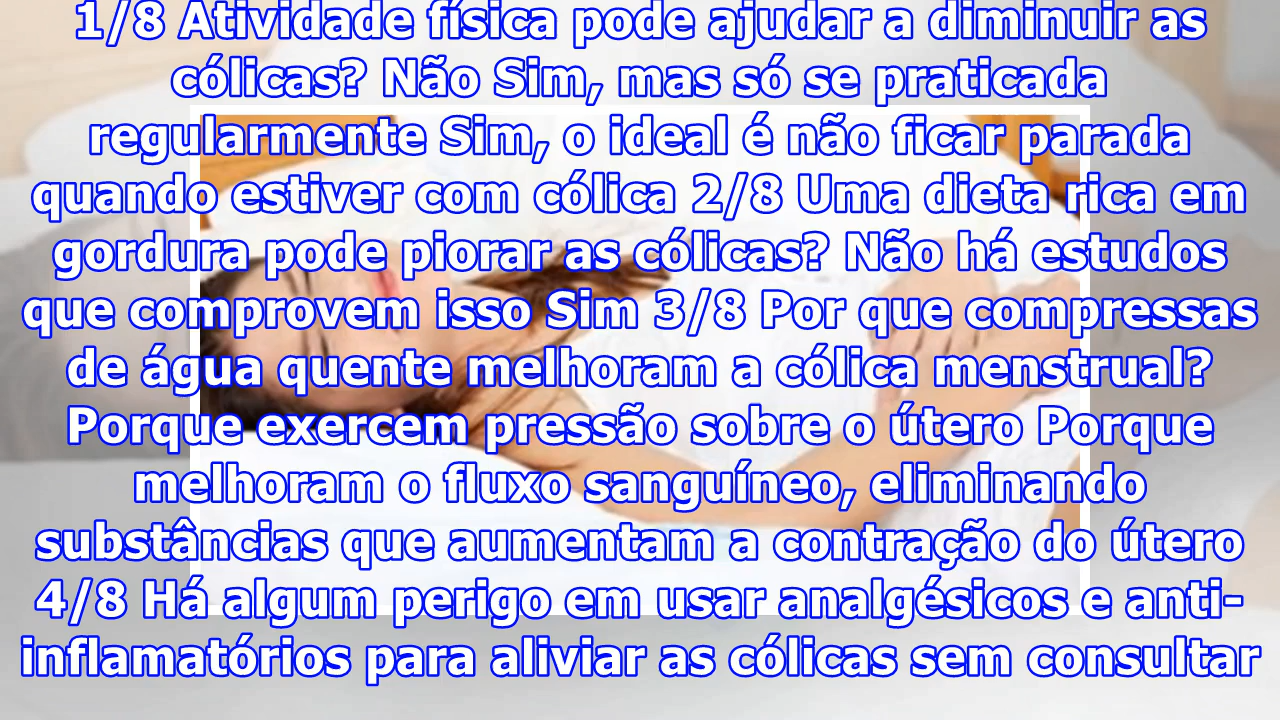 1/8 Atividade física pode ajudar a diminuir as
cólicas? Não Sim, mas só se praticada
regularmente Sim, o ideal é não ficar parada
quando estiver com cólica 2/8 Uma dieta rica em
gordura pode piorar as cólicas? Não há estudos
que comprovem isso Sim 3/8 Por que compressas
de água quente melhoram a cólica menstrual?
Porque exercem pressão sobre o útero Porque
melhoram o fluxo sanguíneo, eliminando
substâncias que aumentam a contração do útero
4/8 Há algum perigo em usar analgésicos e anti-
inflamatórios para aliviar as cólicas sem consultar